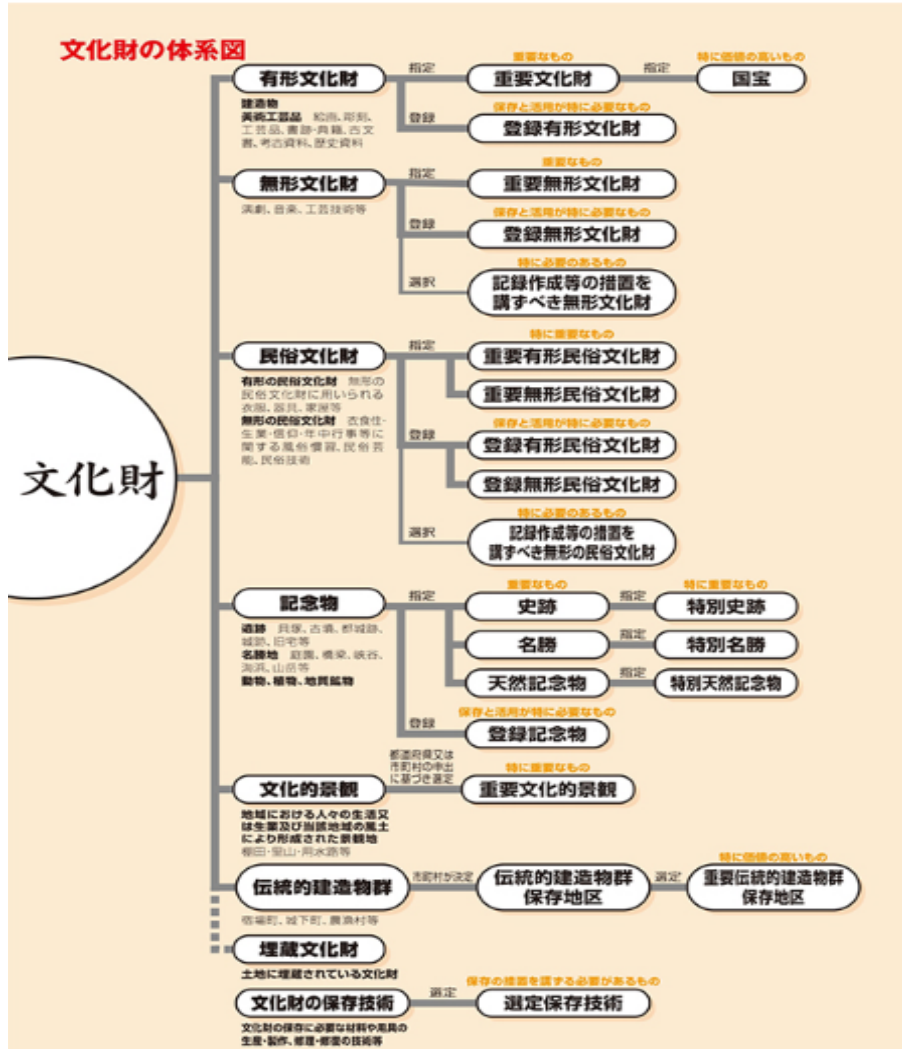 文化財の体系図
文化財
有形文化財
建造物
美術工芸品 絵画、彫刻、
工芸品、書跡・典籍、古文
書、考古資料、歴史資料
指定
重要なもの
重要文化財
指定
特に価値の高いもの
国宝
登録
保存と活用が特に必要なもの
登録有形文化財
無形文化財
演劇、音楽、工芸技術等
指定
重要なもの
重要無形文化財
登録
保存と活用が特に必要なもの
登録無形文化財
選択
特に必要のあるもの
記録作成等の措置を
講ずべき無形文化財
民俗文化財
有形の民俗文化財 無形の
民俗文化財に用いられる
衣服、器具、家屋等
無形の民俗文化財 衣食住・
生業・信仰・年中行事等に
関する風俗慣習、民俗芸
能、民俗技術
指定
特に重要なもの
重要有形民俗文化財
重要無形民俗文化財
登録
保存と活用が特に必要なもの
登録有形民俗文化財
登録無形民俗文化財
選択
特に必要のあるもの
記録作成等の措置を
講ずべき無形の民俗文化財
記念物
遺跡 貝塚、古墳、都城跡、
城跡、旧宅等
名勝地 庭園、橋梁、峡谷、
海浜、山岳等
動物、植物、地質鉱物
指定
重要なもの
史跡
指定
特に重要なもの
特別史跡
名勝
指定
特別名勝
天然記念物
指定
特別天然記念物
登録
保存と活用が特に必要なもの
登録記念物
文化的景観
地域における人々の生活又
は生業及び当該地域の風土
により形成された景観地
棚田・里山・用水路等
都道府県又は
市町村の申出
に基づき選定
特に重要なもの
重要文化的景観
伝統的建造物群
宿場町、城下町、農漁村等
市町村が決定
伝統的建造物群
保存地区
選定
特に価値の高いもの
重要伝統的建造物群
保存地区
埋蔵文化財
土地に埋蔵されている文化財
文化財の保存技術
文化財の保存に必要な材料や用具の
生産・製作、修理・修復の技術等
選定
保存の措置を講ずる必要があるもの
選定保存技術